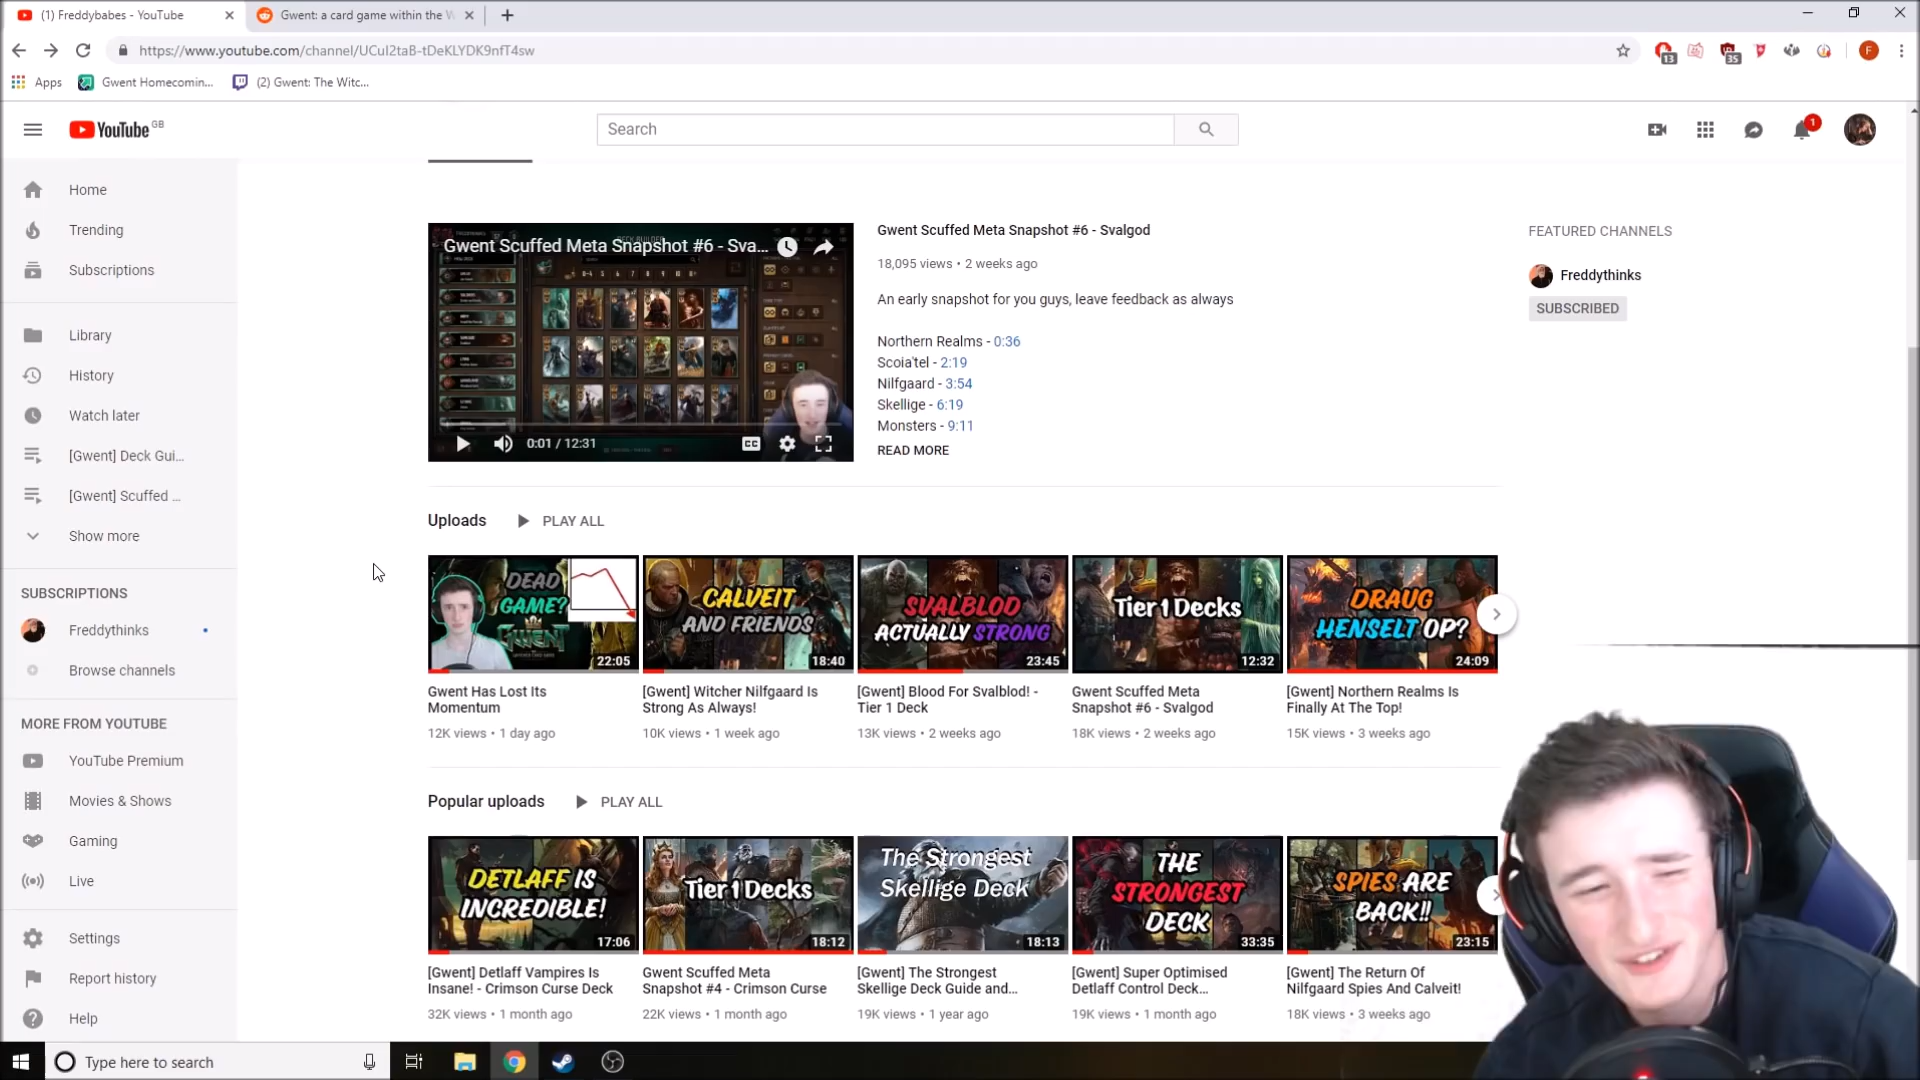 (1) Freddybabes - YouTube
Gwent: a card game within the W
https://www.youtube.com/channel/UCuI2taB-tDeKLYDK9nfT4sw
13
35
F
Apps
Gwent Homecomin...
(2) Gwent: The Witc...
YouTube GB
Search
1
Home
Trending
Subscriptions
Library
History
Watch later
[Gwent] Deck Gui...
[Gwent] Scuffed ...
Show more
SUBSCRIPTIONS
Freddythinks
Browse channels
MORE FROM YOUTUBE
YouTube Premium
Movies & Shows
Gaming
Live
Settings
Report history
Help
Gwent Scuffed Meta Snapshot #6 - Sva...
0:01 / 12:31
CC
Gwent Scuffed Meta Snapshot #6 - Svalgod
18,095 views • 2 weeks ago
An early snapshot for you guys, leave feedback as always
Northern Realms - 0:36
Scoia'tel - 2:19
Nilfgaard - 3:54
Skellige - 6:19
Monsters - 9:11
READ MORE
FEATURED CHANNELS
Freddythinks
SUBSCRIBED
Uploads
PLAY ALL
DEAD
GAME?
GWENT
22:05
Gwent Has Lost Its
Momentum
12K views • 1 day ago
CALVEIT
AND FRIENDS
18:40
[Gwent] Witcher Nilfgaard Is
Strong As Always!
10K views • 1 week ago
SVALBLOD
ACTUALLY STRONG
23:45
[Gwent] Blood For Svalblod! -
Tier 1 Deck
13K views • 2 weeks ago
Tier 1 Decks
12:32
Gwent Scuffed Meta
Snapshot #6 - Svalgod
18K views • 2 weeks ago
DRAUG
HENSELT OP?
24:09
[Gwent] Northern Realms Is
Finally At The Top!
15K views • 3 weeks ago
Popular uploads
PLAY ALL
DETLAFF IS
INCREDIBLE!
17:06
[Gwent] Detlaff Vampires Is
Insane! - Crimson Curse Deck
32K views • 1 month ago
Tier 1 Decks
18:12
Gwent Scuffed Meta
Snapshot #4 - Crimson Curse
22K views • 1 month ago
The Strongest
Skellige Deck
18:13
[Gwent] The Strongest
Skellige Deck Guide and...
19K views • 1 year ago
THE
STRONGEST
DECK
33:35
[Gwent] Super Optimised
Detlaff Control Deck...
19K views • 1 month ago
SPIES ARE
BACK!!
23:15
[Gwent] The Return Of
Nilfgaard Spies And Calveit!
18K views • 3 weeks ago
Type here to search